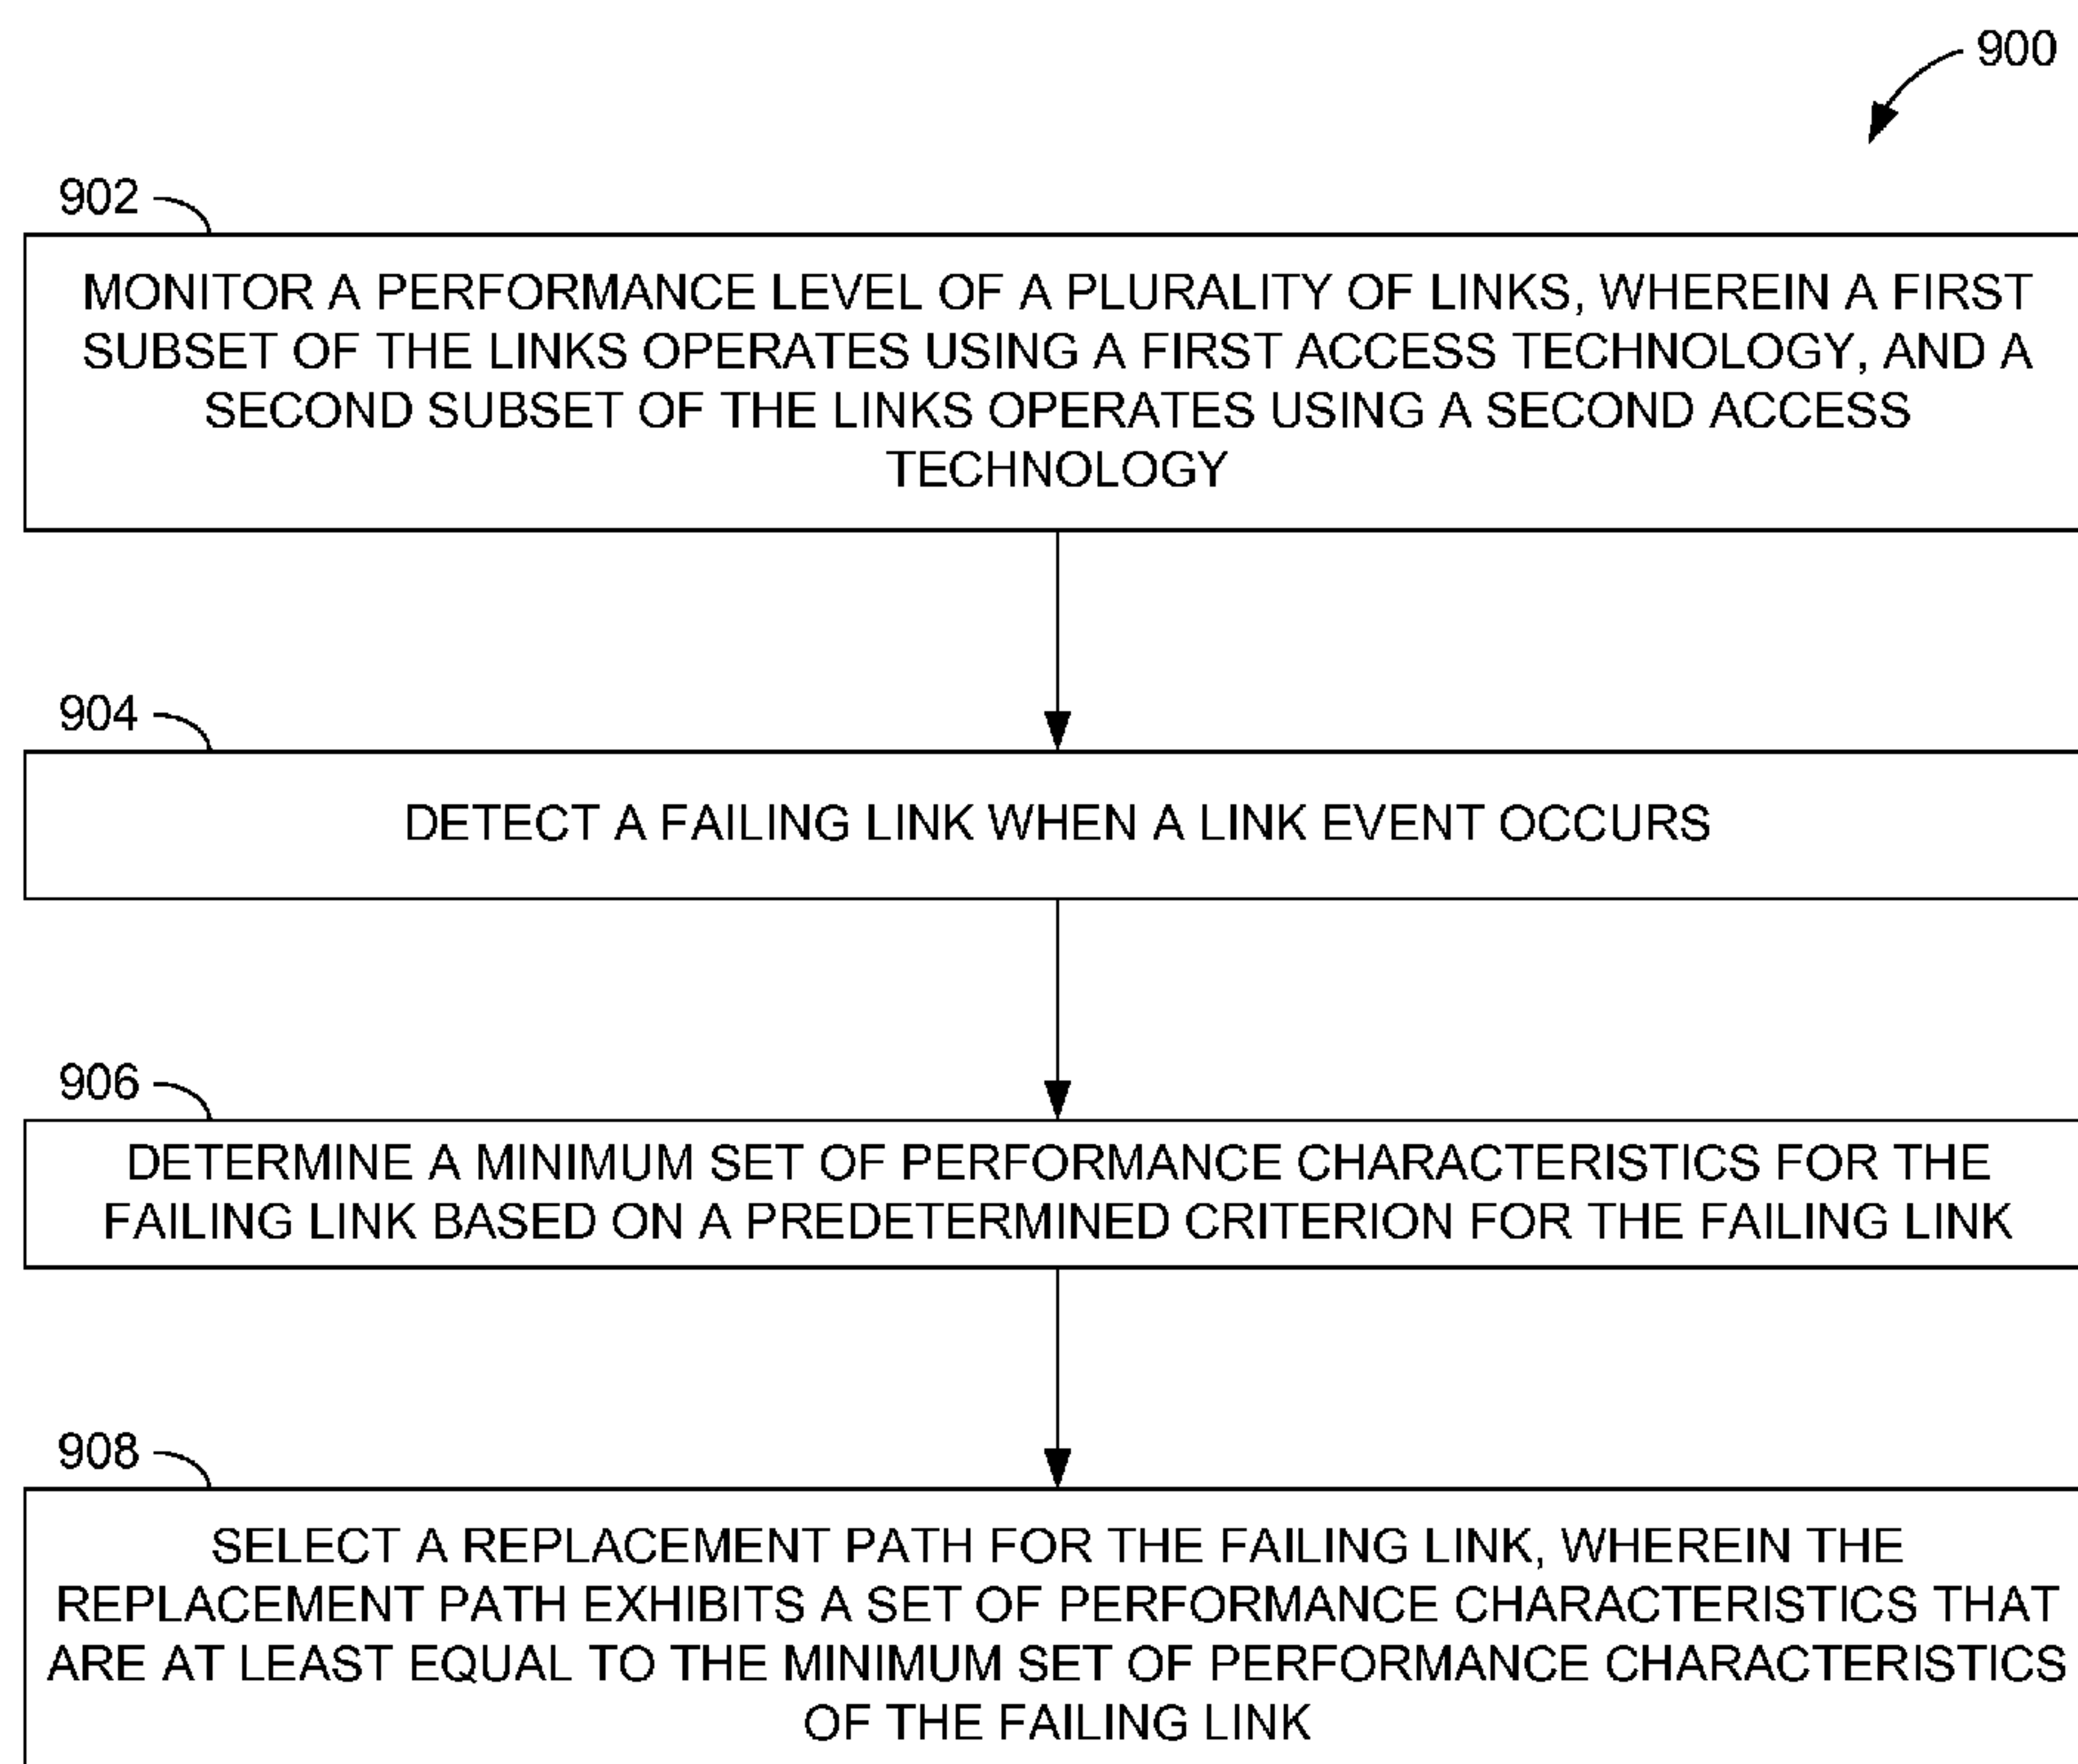 900
902
MONITOR A PERFORMANCE LEVEL OF A PLURALITY OF LINKS, WHEREIN A FIRST
SUBSET OF THE LINKS OPERATES USING A FIRST ACCESS TECHNOLOGY, AND A
SECOND SUBSET OF THE LINKS OPERATES USING A SECOND ACCESS
TECHNOLOGY
904
DETECT A FAILING LINK WHEN A LINK EVENT OCCURS
906
DETERMINE A MINIMUM SET OF PERFORMANCE CHARACTERISTICS FOR THE
FAILING LINK BASED ON A PREDETERMINED CRITERION FOR THE FAILING LINK
908
SELECT A REPLACEMENT PATH FOR THE FAILING LINK, WHEREIN THE
REPLACEMENT PATH EXHIBITS A SET OF PERFORMANCE CHARACTERISTICS THAT
ARE AT LEAST EQUAL TO THE MINIMUM SET OF PERFORMANCE CHARACTERISTICS
OF THE FAILING LINK